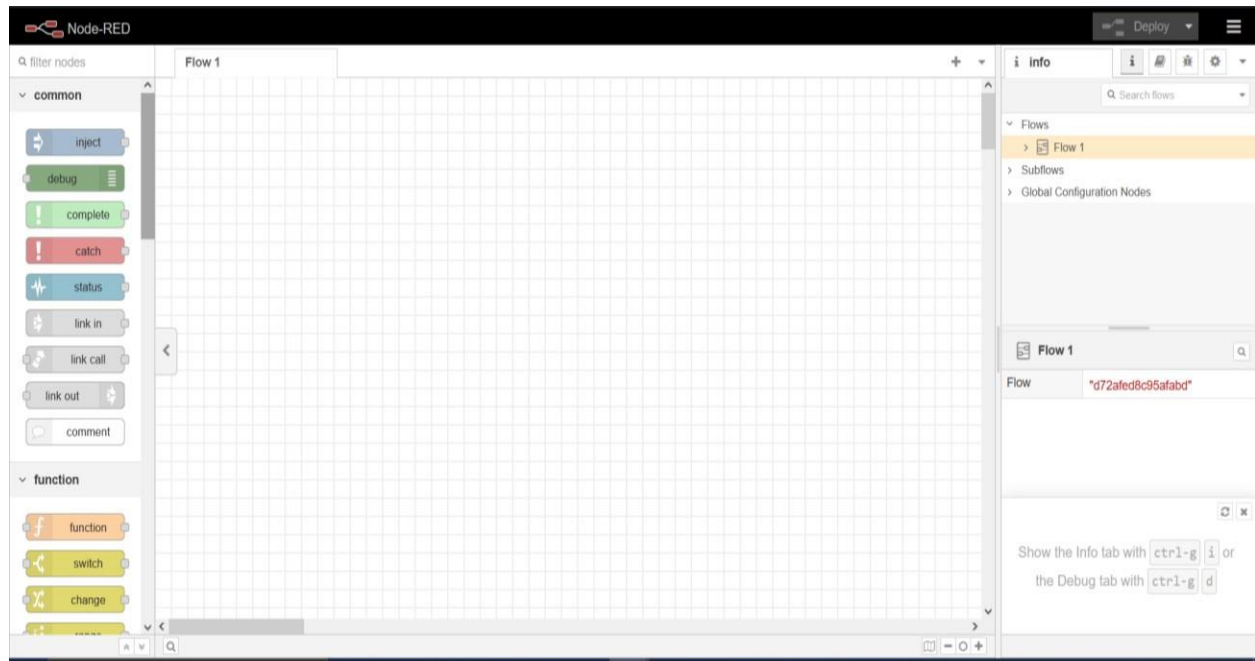 Node-RED
Deploy
filter nodes
Flow 1
i info
i
common
Search flows
inject
Flows
Flow 1
debug
Subflows
complete
Global Configuration Nodes
catch
status
link in
link call
Flow 1
link out
Flow "d72afed8c95afabd"
comment
function
function
Show the Info tab with ctrl-g i or
switch
the Debug tab with ctrl-g d
change